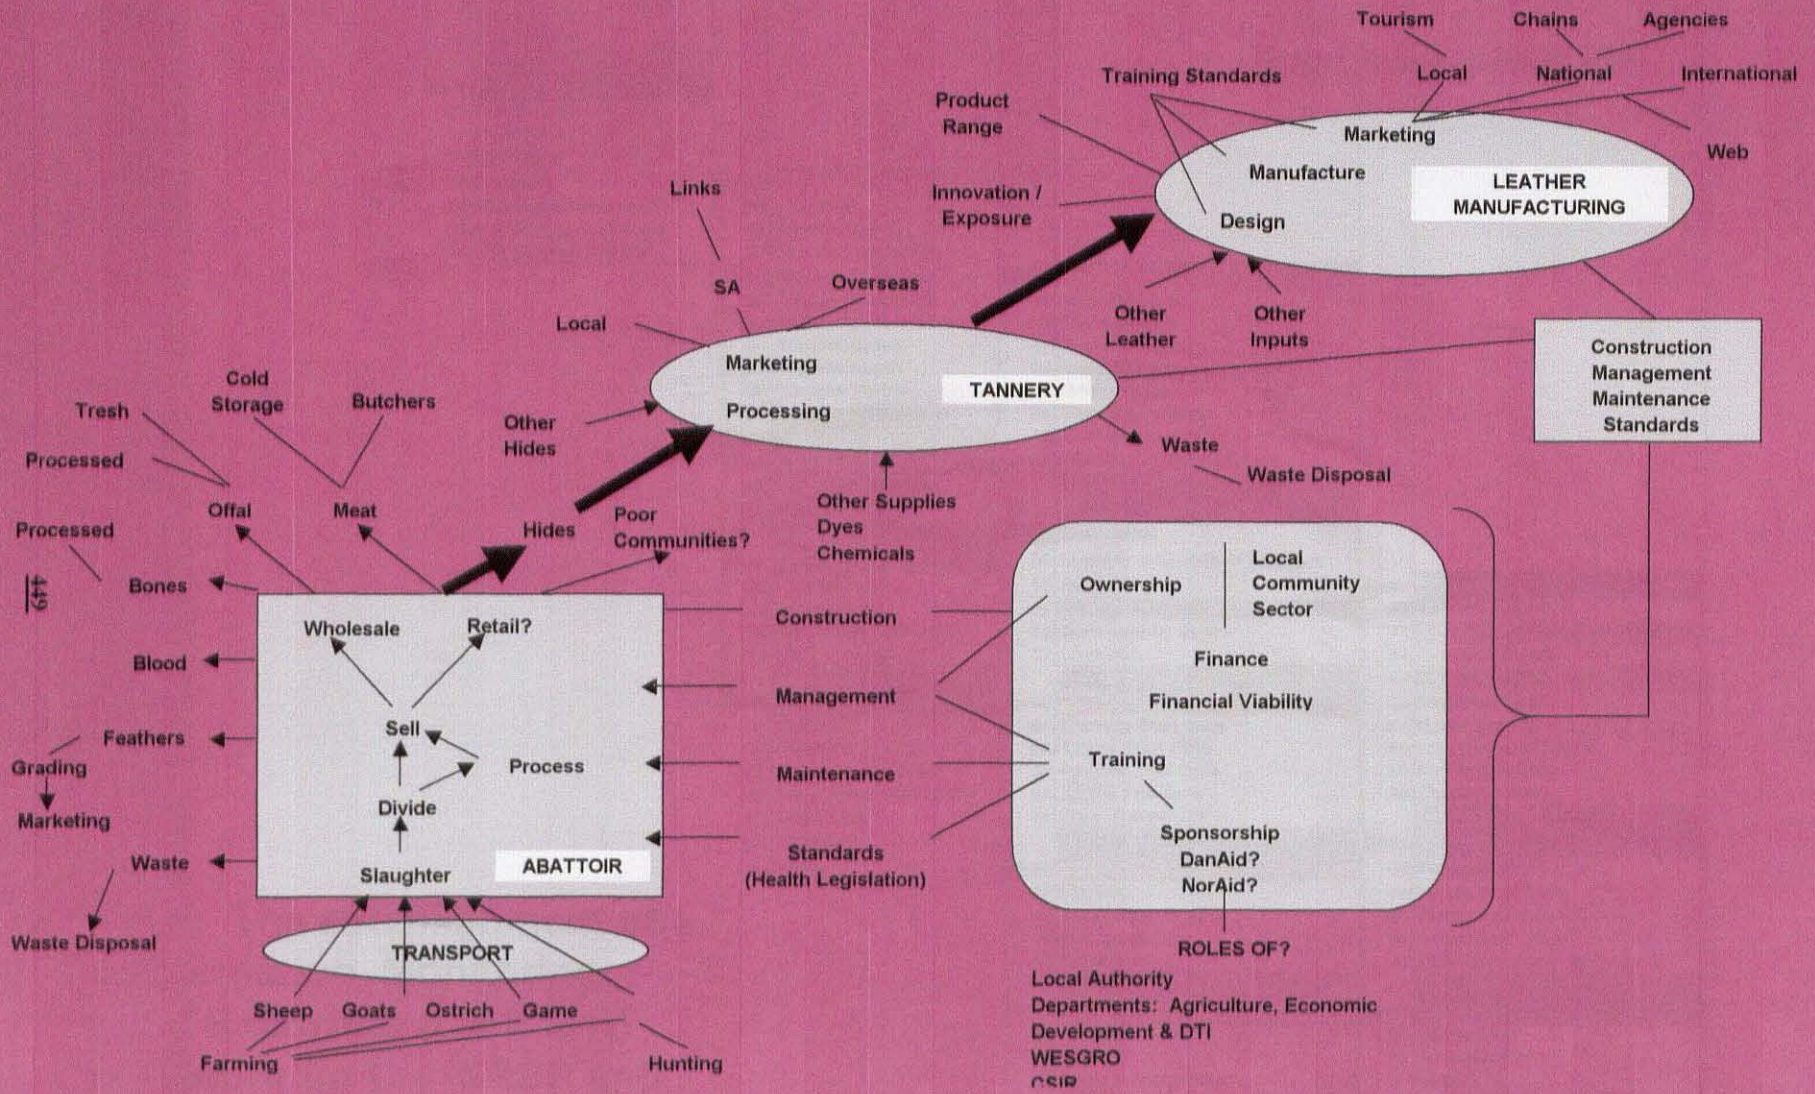 Tourism
Chains
Agencies
Training Standards
Local
National
International
Product
Range
Marketing
Web
Manufacture
LEATHER
MANUFACTURING
Links
Innovation /
Exposure
Design
SA
Overseas
Local
Other
Leather
Other
Inputs
Construction
Management
Maintenance
Standards
Marketing
TANNERY
Processing
Cold
Storage
Butchers
Tresh
Other
Hides
Waste
Waste Disposal
Processed
Offal
Meat
Hides
Poor
Communities?
Other Supplies
Dyes
Chemicals
Processed
Bones
449
Ownership
Local
Community
Sector
Wholesale
Retail?
Construction
Blood
Finance
Management
Financial Viability
Sell
Feathers
Grading
Marketing
Process
Maintenance
Training
Divide
Waste
Slaughter
ABATTOIR
Standards
(Health Legislation)
Sponsorship
DanAid?
NorAid?
Waste Disposal
TRANSPORT
ROLES OF?
Local Authority
Departments: Agriculture, Economic
Development & DTI
WESGRO
CSIR
Sheep
Goats
Ostrich
Game
Farming
Hunting